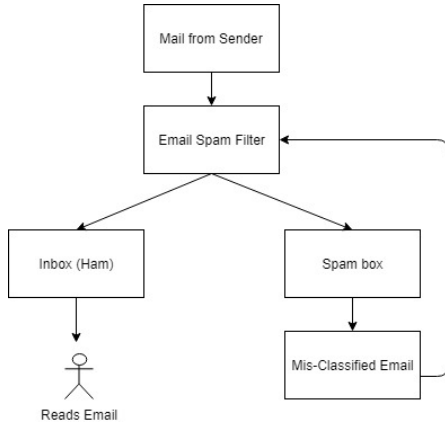 Mail from Sender
Email Spam Filter
Inbox (Ham)
Spam box
Mis-Classified Email
Reads Email